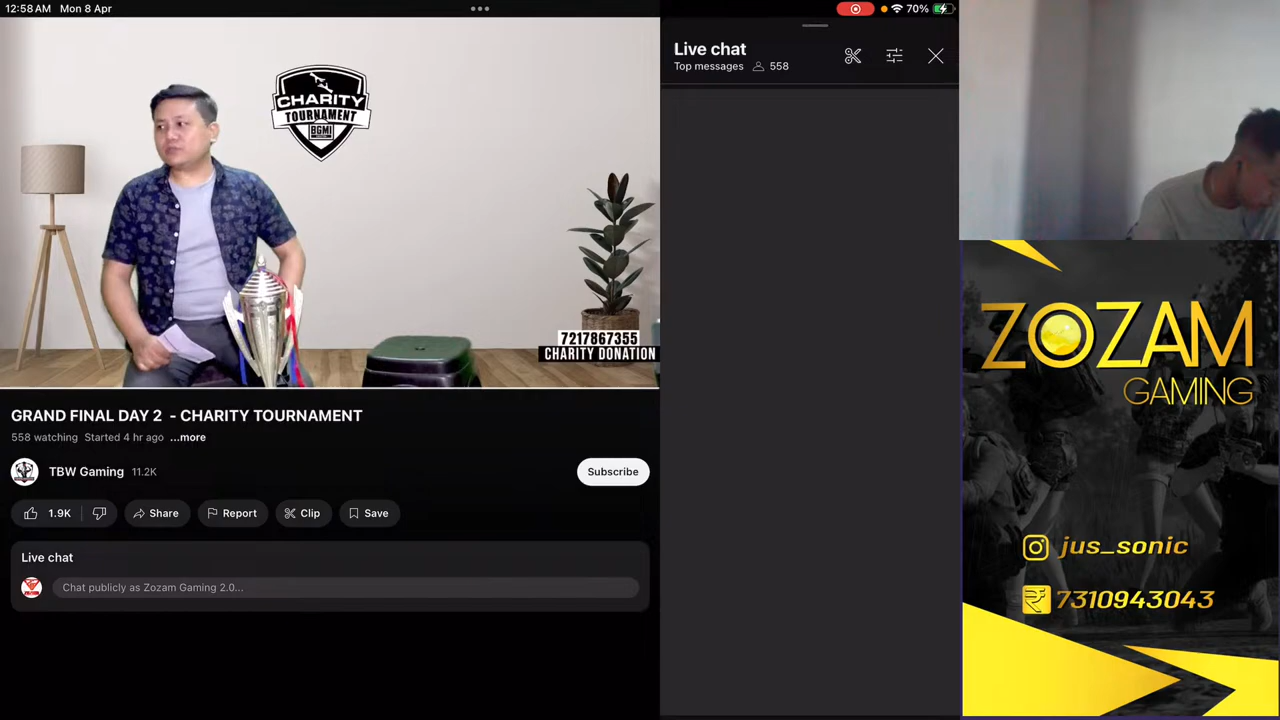 12:58 AM Mon 8 Apr
70%
CHARITY
TOURNAMENT
BGMI
7217867355
CHARITY DONATION
GRAND FINAL DAY 2 - CHARITY TOURNAMENT
558 watching Started 4 hr ago ...more
TBW Gaming 11.2K
Subscribe
1.9K
Share
Report
Clip
Save
Live chat
Chat publicly as Zozam Gaming 2.0...
Live chat
Top messages 558
ZOZAM
GAMING
jus_sonic
₹ 7310943043